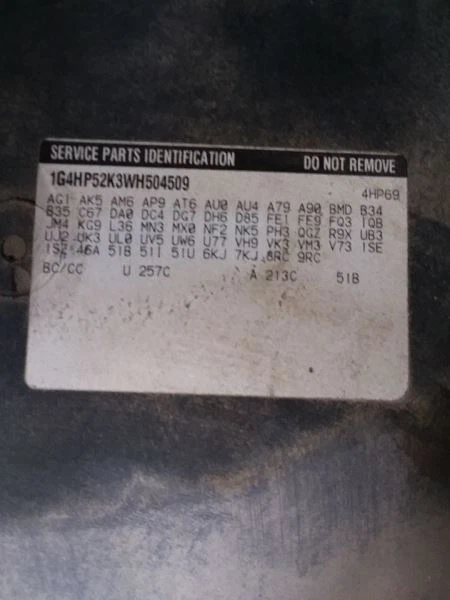 SERVICE PARTS IDENTIFICATION DO NOT REMOVE
1G4HP52K3WH504509
4HP69
AG1 AK5 AM6 AP9 AT6 AU0 AU4 A79 A90 BMD B34
B35 C67 DA0 DC4 DG7 DH6 D85 FE1 FE9 FQ3 IQB
JM4 KG9 L36 MN3 MX0 NF2 NK5 PH3 QGZ R9X UB3
UJ2 UK3 UL0 UV5 UW6 U77 VH9 VK3 VM3 V73 1SE
1SZ 46A 51B 51I 51U 6KJ 7KJ 8RC 9RC
BC/CC U 257C A 213C 51B